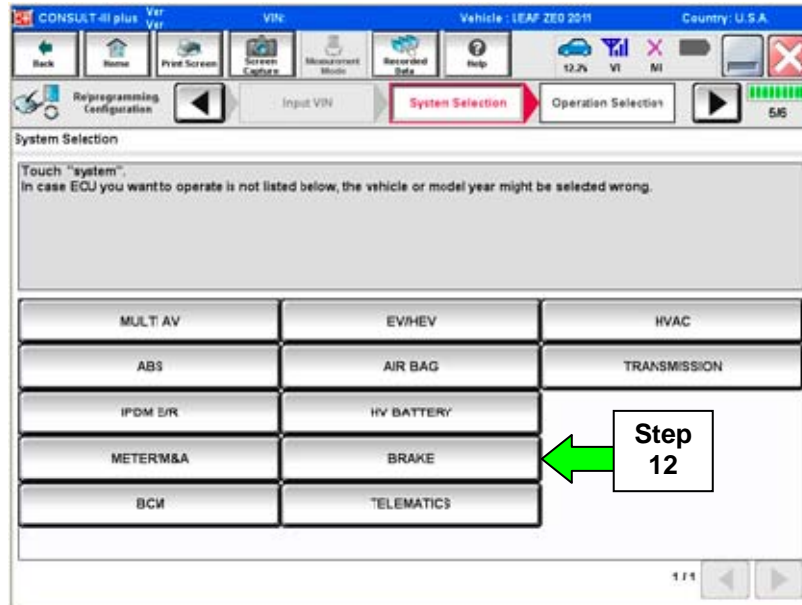 CONSULT-III plus Ver Ver VIN: Vehicle : LEAF ZE0 2011 Country: U.S.A.
Back Home Print Screen Screen Capture Measurement Mode Recorded Data Help 12.2V VI MI
Re/programming, Configuration Input VIN System Selection Operation Selection 5/6
System Selection
Touch "system".
In case ECU you want to operate is not listed below, the vehicle or model year might be selected wrong.
MULTI AV EV/HEV HVAC
ABS AIR BAG TRANSMISSION
IPDM E/R HV BATTERY
METER/M&A BRAKE
BCM TELEMATICS
Step
12
1/1